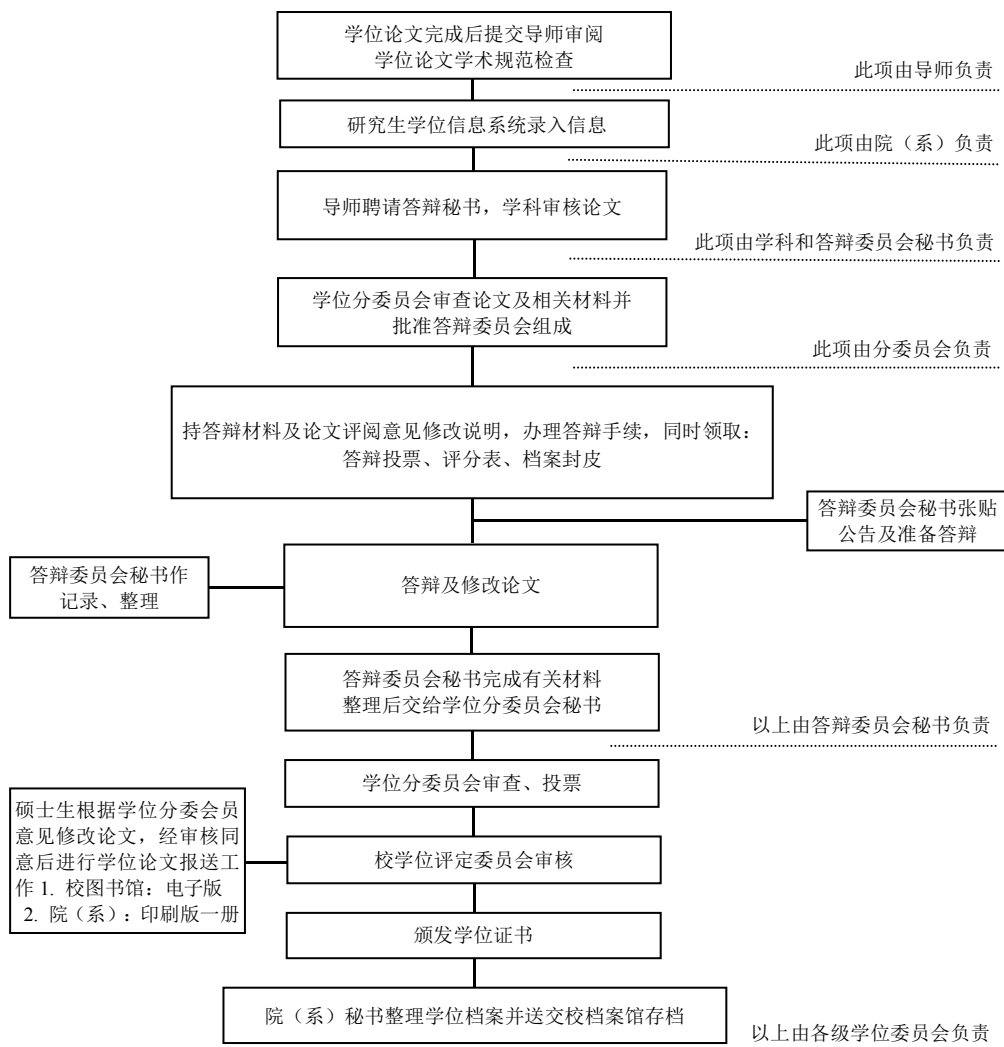 学位论文完成后提交导师审阅
学位论文学术规范检查
此项由导师负责
研究生学位信息系统录入信息
此项由院（系）负责
导师聘请答辩秘书，学科审核论文
此项由学科和答辩委员会秘书负责
学位分委员会审查论文及相关材料并
批准答辩委员会组成
此项由分委员会负责
持答辩材料及论文评阅意见修改说明，办理答辩手续，同时领取：
答辩投票、评分表、档案封皮
答辩委员会秘书张贴
公告及准备答辩
答辩委员会秘书作
记录、整理
答辩及修改论文
答辩委员会秘书完成有关材料
整理后交给学位分委员会秘书
以上由答辩委员会秘书负责
学位分委员会审查、投票
硕士生根据学位分委会员
意见修改论文，经审核同
意后进行学位论文报送工
作 1. 校图书馆：电子版
2. 院（系）：印刷版一册
校学位评定委员会审核
颁发学位证书
院（系）秘书整理学位档案并送交校档案馆存档
以上由各级学位委员会负责